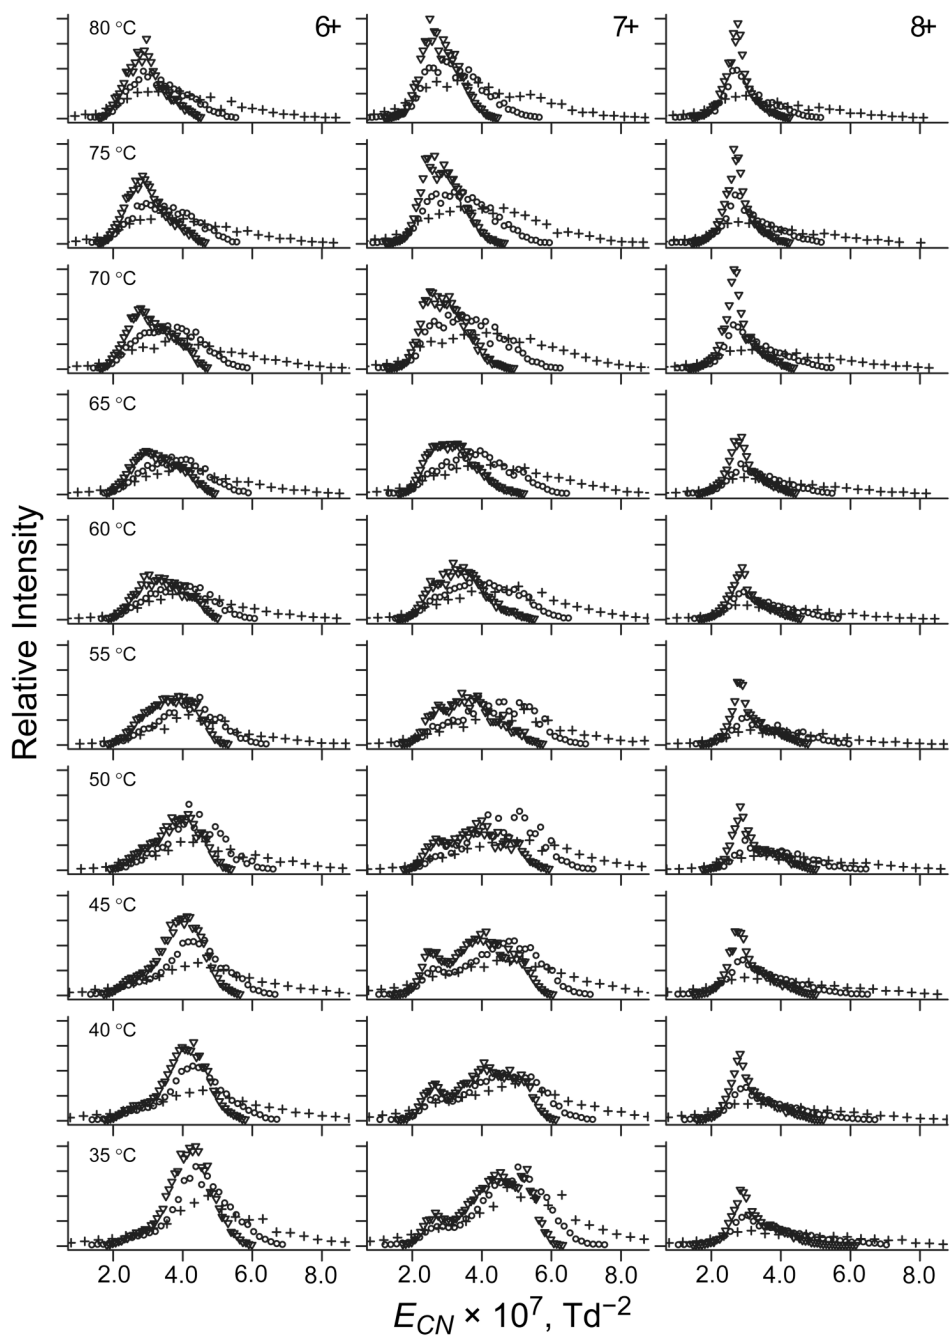 80 °C 6+ 7+ 8+
75 °C
70 °C
65 °C
60 °C
55 °C
50 °C
45 °C
40 °C
35 °C
Relative Intensity
2.0 4.0 6.0 8.0 2.0 4.0 6.0 8.0 2.0 4.0 6.0 8.0
E_CN × 10⁷, Td⁻²